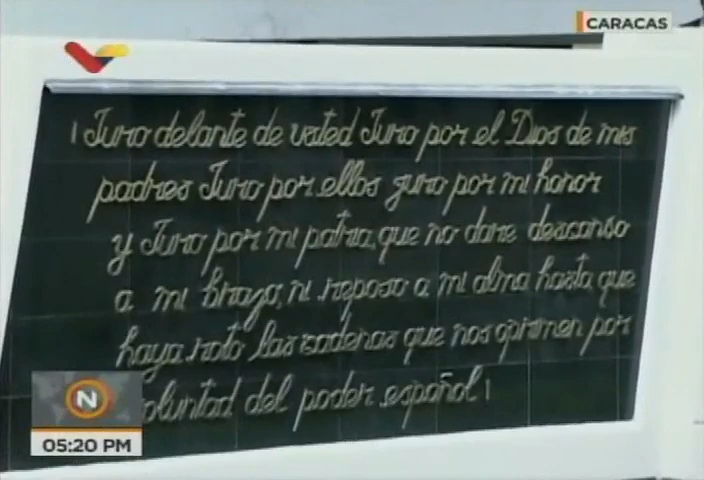 CARACAS
¡Juro delante de usted Juro por el Dios de mis
padres Juro por ellos juro por mi honor
y Juro por mi patria, que no dare descanso
a mi brazo, ni reposo a mi alma hasta que
haya roto las cadenas que nos oprimen por
voluntad del poder español!
N
05:20 PM